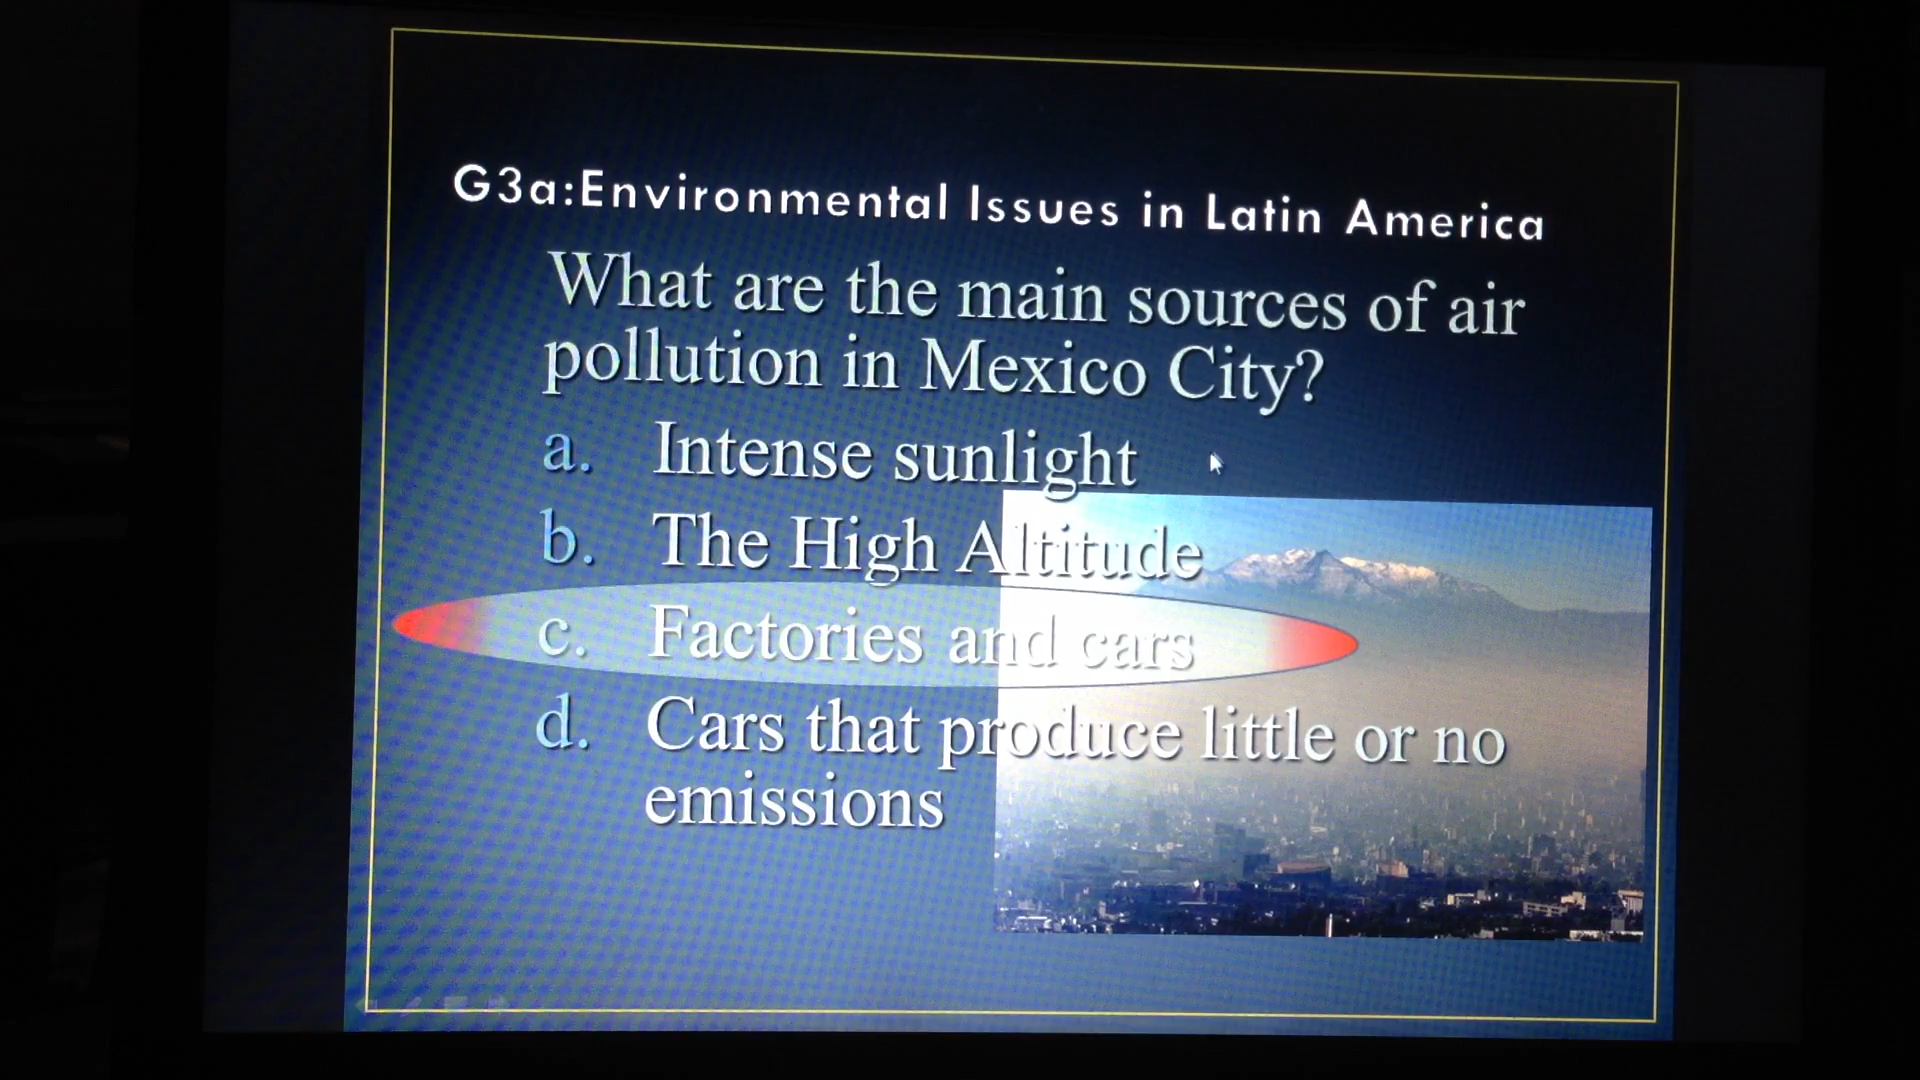 G3a:Environmental Issues in Latin America
What are the main sources of air
pollution in Mexico City?
a. Intense sunlight
b. The High Altitude
c. Factories and cars
d. Cars that produce little or no
emissions